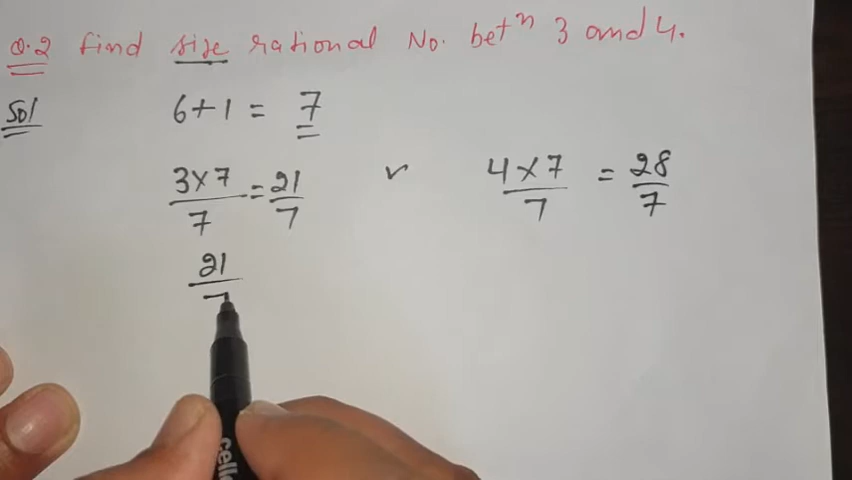 Q.2 find six rational No. betⁿ 3 and 4.
Sol 6+1 = 7
3×7/7 = 21/7 4×7/7 = 28/7
21/7
cell